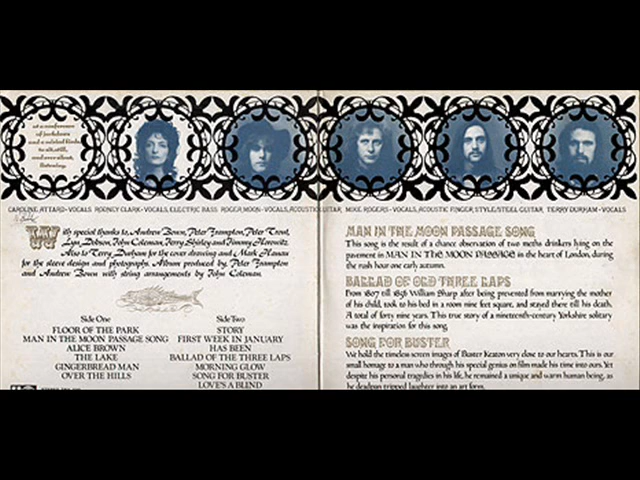 at a conference
of jackdaws
and a
to sit, still,
and over all
listening.
CAROLINE ATTARD-VOCALS RODNEY CLARK-VOCALS, ELECTRIC BASS. ROGER MOON-VOCALS, ACOUSTIC GUITAR, MIKE ROGERS-VOCALS, ACOUSTIC FINGER, STYLE/STEEL GUITAR, TERRY DURHAM-VOCALS
With special thanks to, Andrew Bown, Peter Frampton, Peter Trout,
Lyn Dobson, John Coleman, Jerry Shirley and Jimmy Horowitz.
Also to Terry Durham for the cover drawing and Mark Hanau
for the sleeve design and photography. Album produced by Peter Frampton
and Andrew Bown with string arrangements by John Coleman.
Side One
FLOOR OF THE PARK
MAN IN THE MOON PASSAGE SONG
ALICE BROWN
THE LAKE
GINGERBREAD MAN
OVER THE HILLS
Side Two
STORY
FIRST WEEK IN JANUARY
HAS BEEN
BALLAD OF THE THREE LAPS
MORNING GLOW
SONG FOR BUSTER
LOVE'S A BLIND
MAN IN THE MOON PASSAGE SONG
This song is the result of a chance observation of two meths drinkers lying on the
pavement in MAN IN THE MOON PASSAGE in the heart of London, during
the rush hour one early autumn.
BALLAD OF OLD THREE LAPS
From 1807 till 1856 William Sharp after being prevented from marrying the mother
of his child, took to his bed in a room nine feet square, and stayed there till his death.
A total of forty nine years. This true story of a nineteenth-century Yorkshire solitary
was the inspiration for this song.
SONG FOR BUSTER
We hold the timeless screen images of Buster Keaton very close to our hearts. This is our
small homage to a man who through his special genius on film made his time into ours. Yet
despite his personal tragedies in his life, he remained a unique and warm human being, as
he deadpan tripped laughter into an art form.